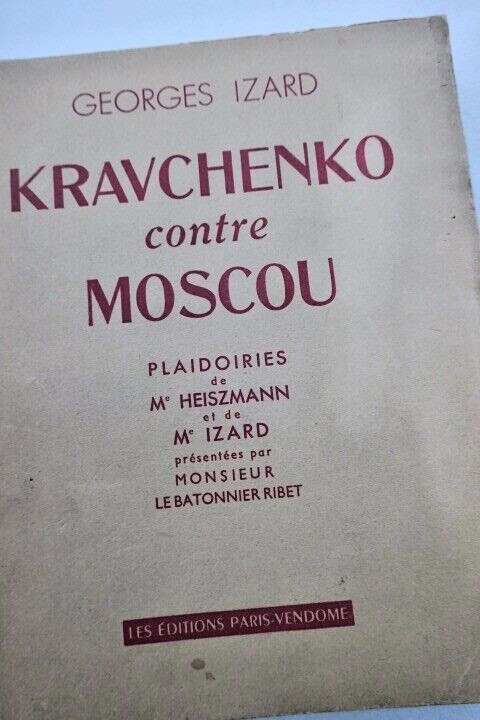 GEORGES IZARD
KRAVCHENKO
contre
MOSCOU
PLAIDOIRIES
de
Me HEISZMANN
et de
Me IZARD
présentées par
MONSIEUR
LE BATONNIER RIBET
LES ÉDITIONS PARIS-VENDOME